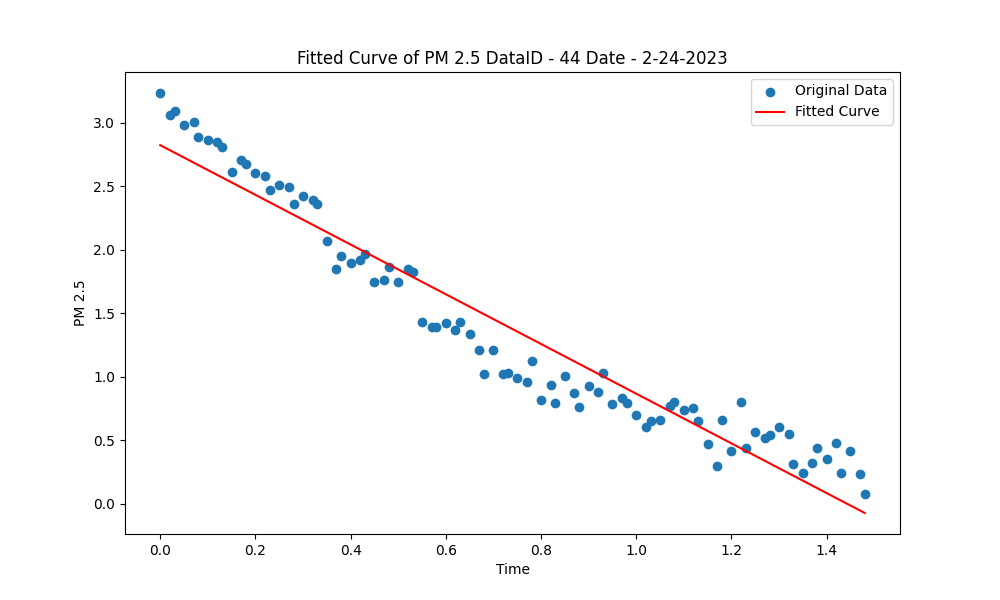 Fitted Curve of PM 2.5 DataID - 44 Date - 2-24-2023
Original Data
Fitted Curve
3.0
2.5
2.0
1.5
1.0
0.5
0.0
PM 2.5
0.0 0.2 0.4 0.6 0.8 1.0 1.2 1.4
Time